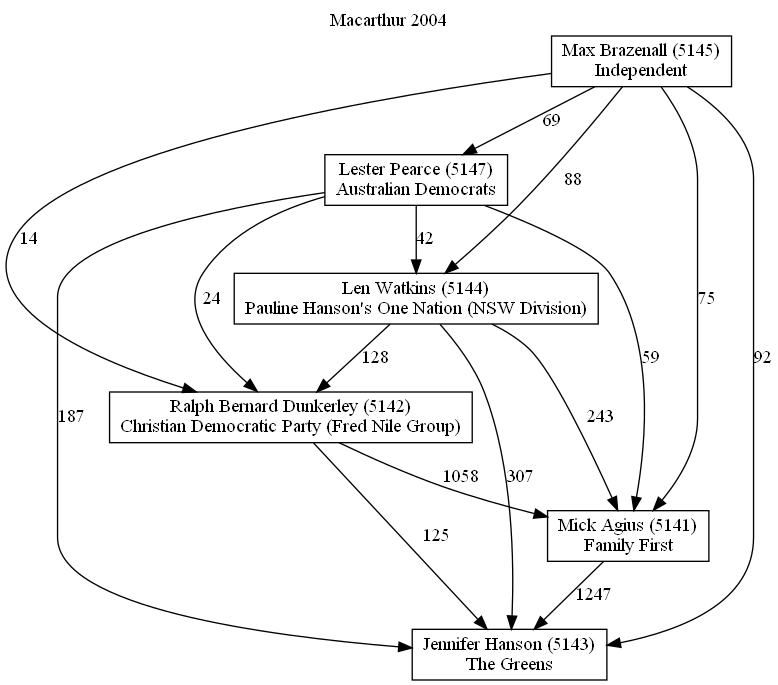 Macarthur 2004
Max Brazenall (5145)
Independent
69
Lester Pearce (5147)
Australian Democrats
88
14
42
24
Len Watkins (5144)
Pauline Hanson's One Nation (NSW Division)
75
59
92
128
187
243
Ralph Bernard Dunkerley (5142)
Christian Democratic Party (Fred Nile Group)
1058
307
125
Mick Agius (5141)
Family First
1247
Jennifer Hanson (5143)
The Greens